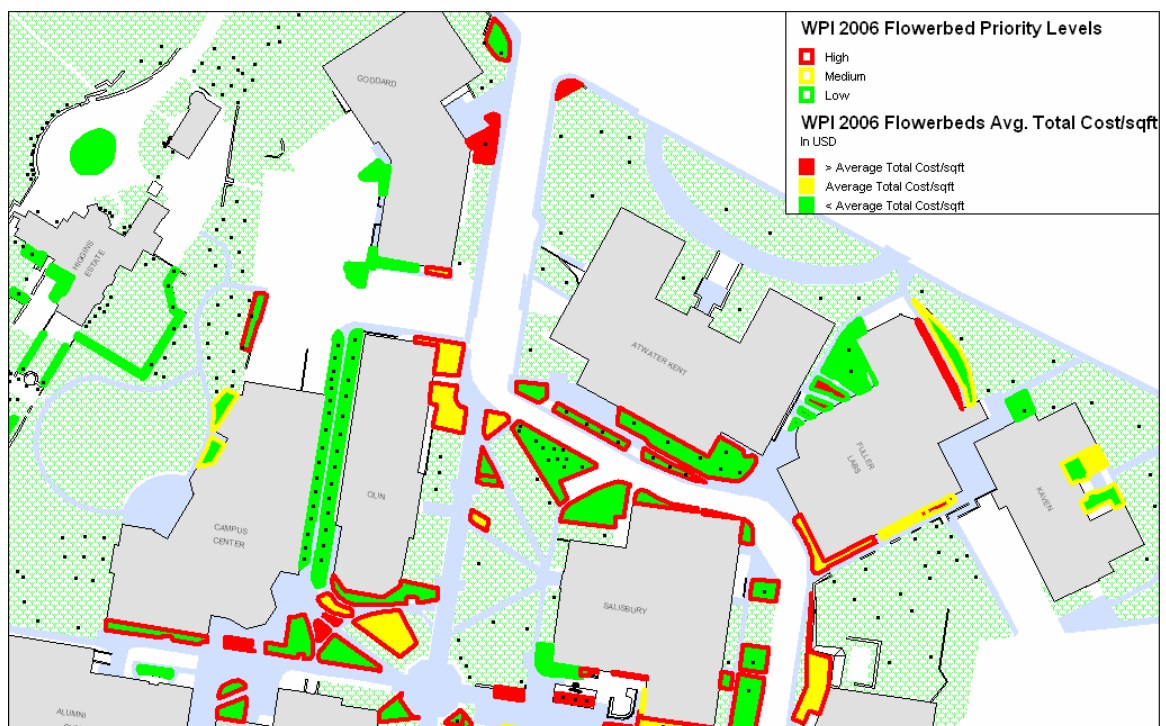 WPI 2006 Flowerbed Priority Levels
High
Medium
Low
WPI 2006 Flowerbeds Avg. Total Cost/sqft
In USD
> Average Total Cost/sqft
Average Total Cost/sqft
< Average Total Cost/sqft
GODDARD
HIGGINS
ESTATE
ATWATER KENT
FULLER
LABS
KAVEN
OLIN
CAMPUS
CENTER
SALISBURY
ALUMNI